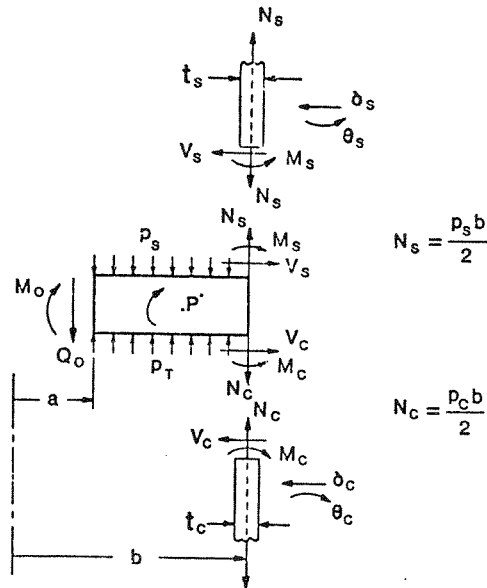 N_s
t_s
δ_s
θ_s
V_s
M_s
N_s
N_s
p_s
M_s
V_s
N_s = p_s b / 2
M_o
.P.
Q_o
p_T
V_c
M_c
N_c
a
N_c
N_c = p_c b / 2
V_c
M_c
δ_c
θ_c
t_c
b